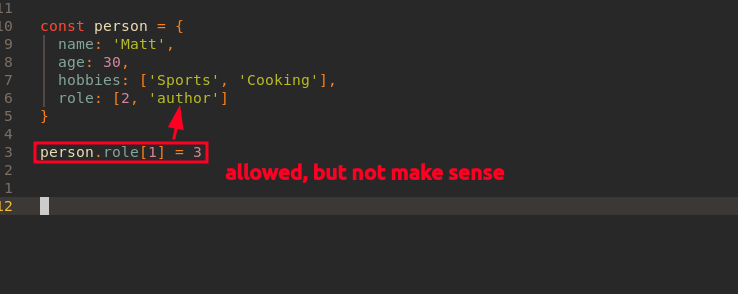 11
10 const person = {
9 name: 'Matt',
8 age: 30,
7 hobbies: ['Sports', 'Cooking'],
6 role: [2, 'author']
5 }
4
3 person.role[1] = 3
2 allowed, but not make sense
1
12